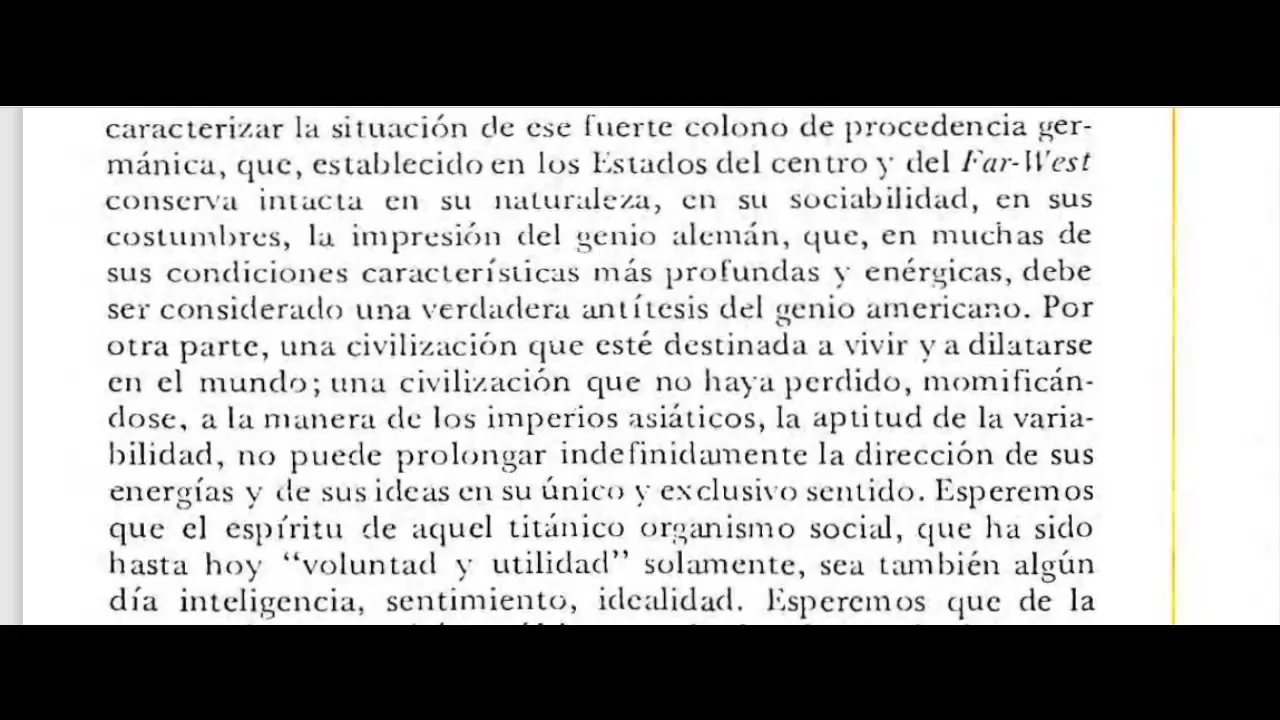 caracterizar la situación de ese fuerte colono de procedencia ger-
mánica, que, establecido en los Estados del centro y del Far-West
conserva intacta en su naturaleza, en su sociabilidad, en sus
costumbres, la impresión del genio alemán, que, en muchas de
sus condiciones características más profundas y enérgicas, debe
ser considerado una verdadera antítesis del genio americano. Por
otra parte, una civilización que esté destinada a vivir y a dilatarse
en el mundo; una civilización que no haya perdido, momificán-
dose, a la manera de los imperios asiáticos, la aptitud de la varia-
bilidad, no puede prolongar indefinidamente la dirección de sus
energías y de sus ideas en su único y exclusivo sentido. Esperemos
que el espíritu de aquel titánico organismo social, que ha sido
hasta hoy “voluntad y utilidad” solamente, sea también algún
día inteligencia, sentimiento, idealidad. Esperemos que de la